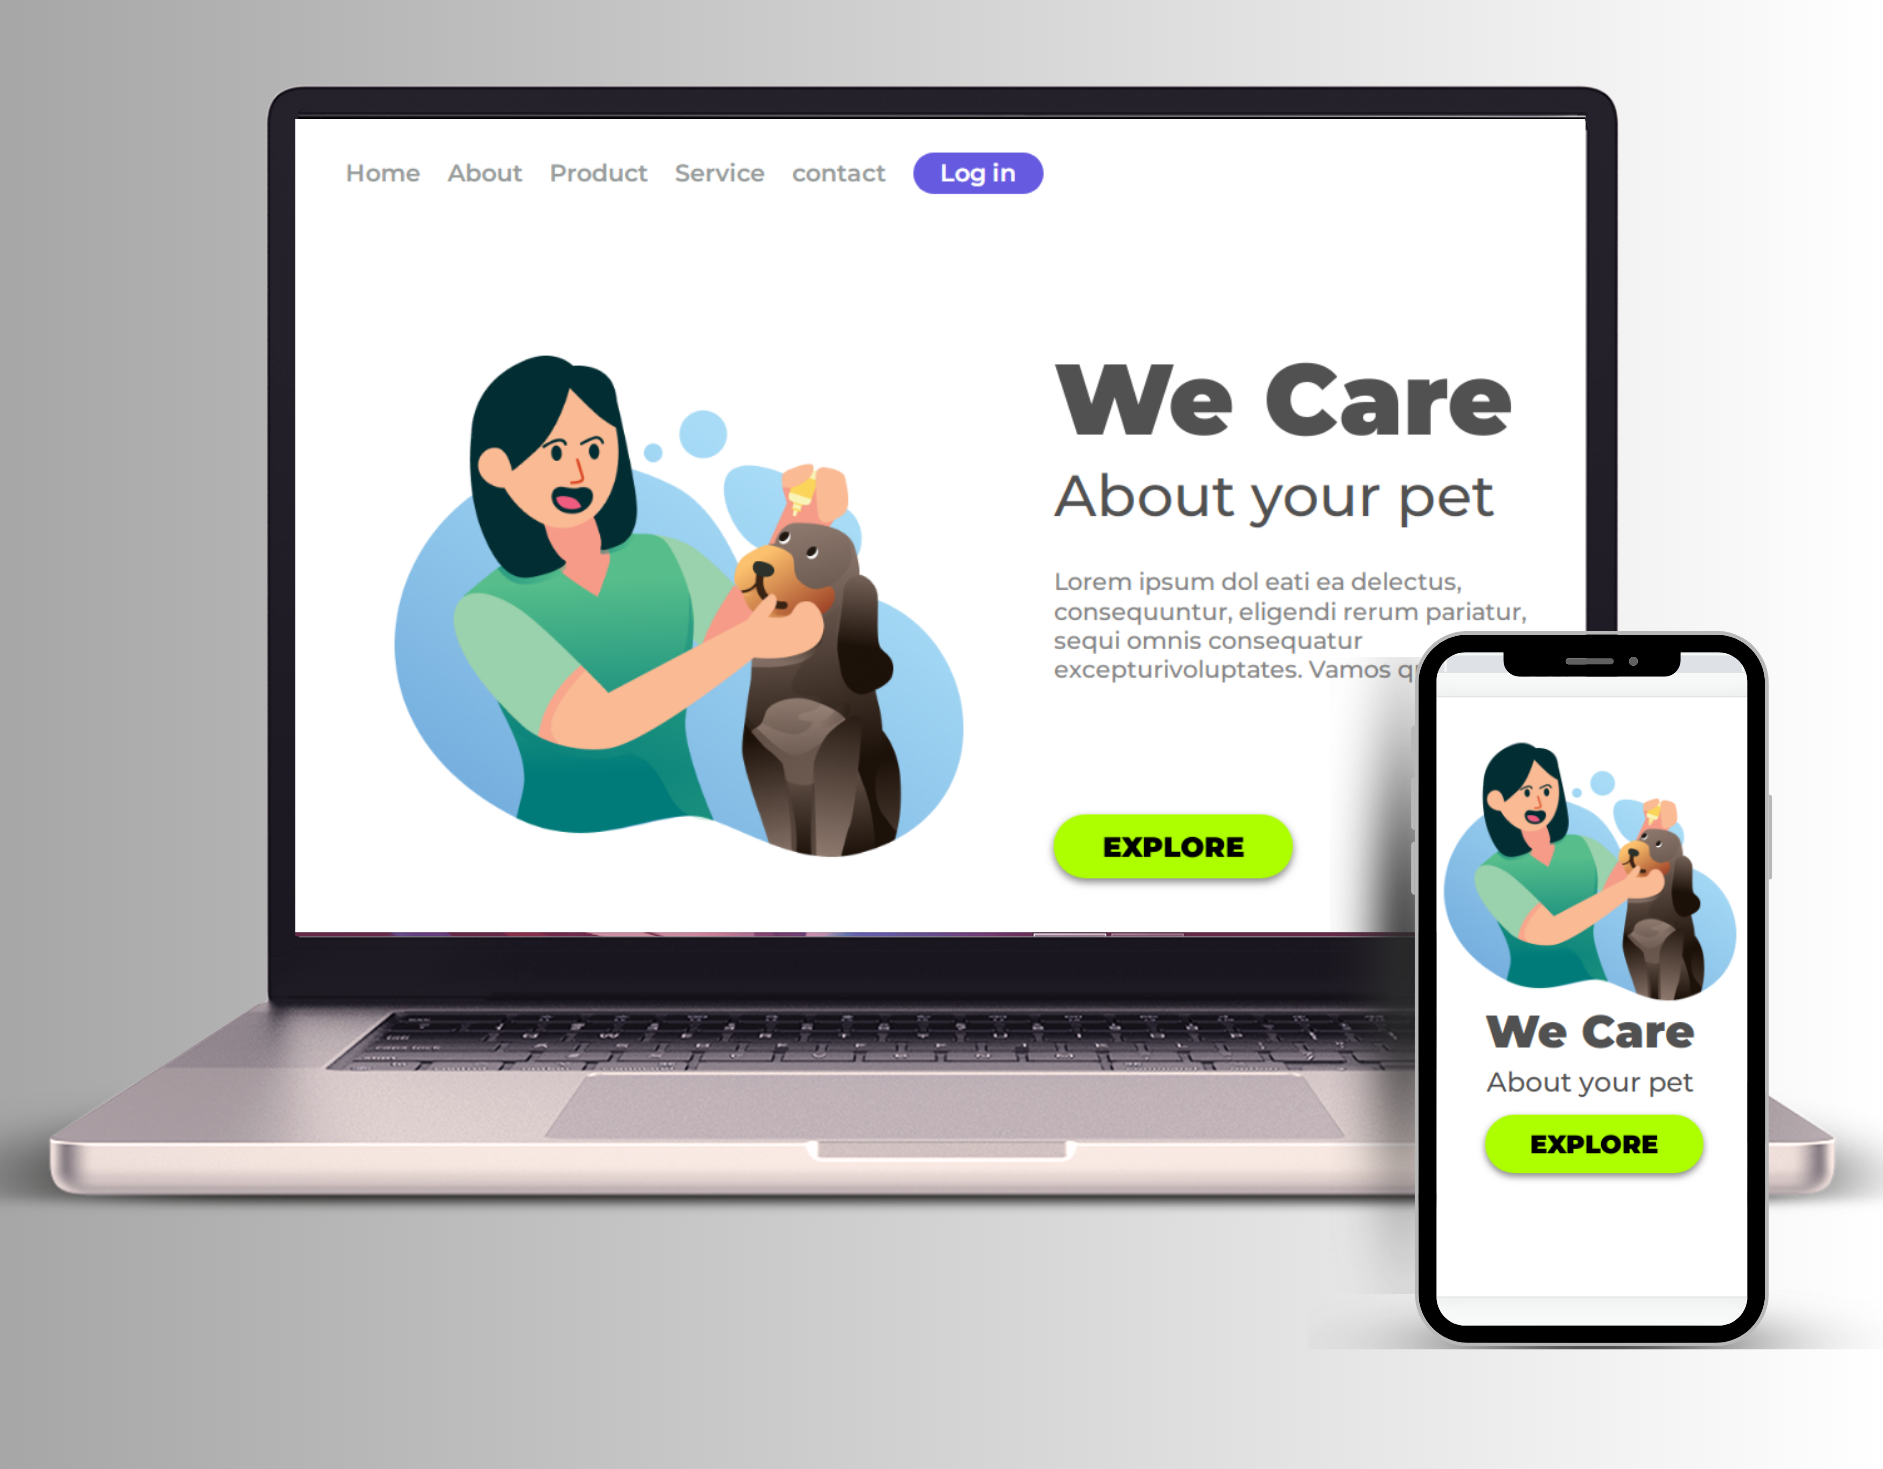 Home About Product Service contact Log in
We Care
About your pet
Lorem ipsum dol eati ea delectus,
consequuntur, eligendi rerum pariatur,
sequi omnis consequatur
excepturivoluptates. Vamos
EXPLORE
We Care
About your pet
EXPLORE